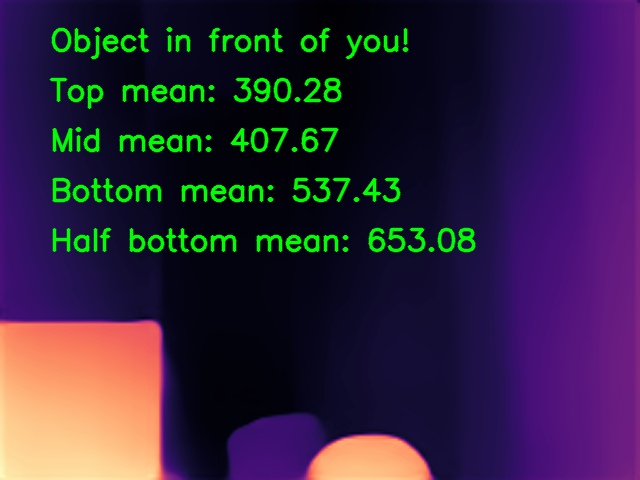 Object in front of you!
Top mean: 390.28
Mid mean: 407.67
Bottom mean: 537.43
Half bottom mean: 653.08